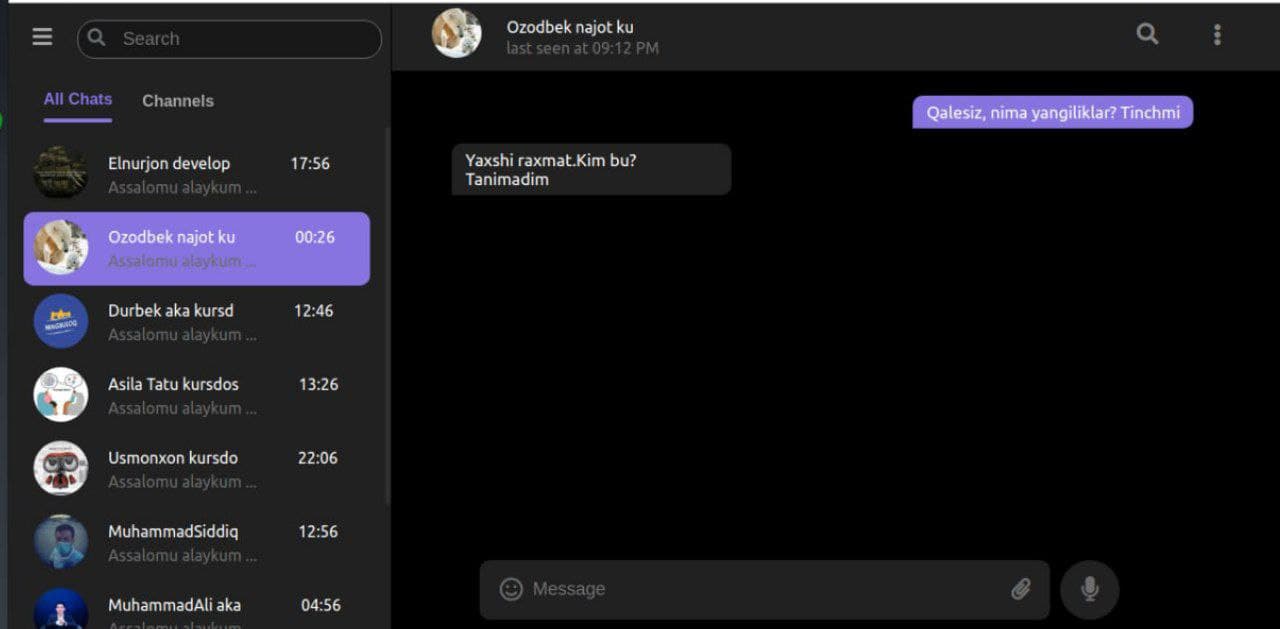 Search
All Chats
Channels
Elnurjon develop
17:56
Assalomu alaykum ...
Ozodbek najot ku
00:26
Assalomu alaykum ...
Durbek aka kursd
12:46
Assalomu alaykum ...
Asila Tatu kursdos
13:26
Assalomu alaykum ...
Usmonxon kursdo
22:06
Assalomu alaykum ...
MuhammadSiddiq
12:56
Assalomu alaykum ...
MuhammadAli aka
04:56
Assalomu alaykum
Ozodbek najot ku
last seen at 09:12 PM
Qalesiz, nima yangiliklar? Tinchmi
Yaxshi raxmat.Kim bu?
Tanimadim
Message